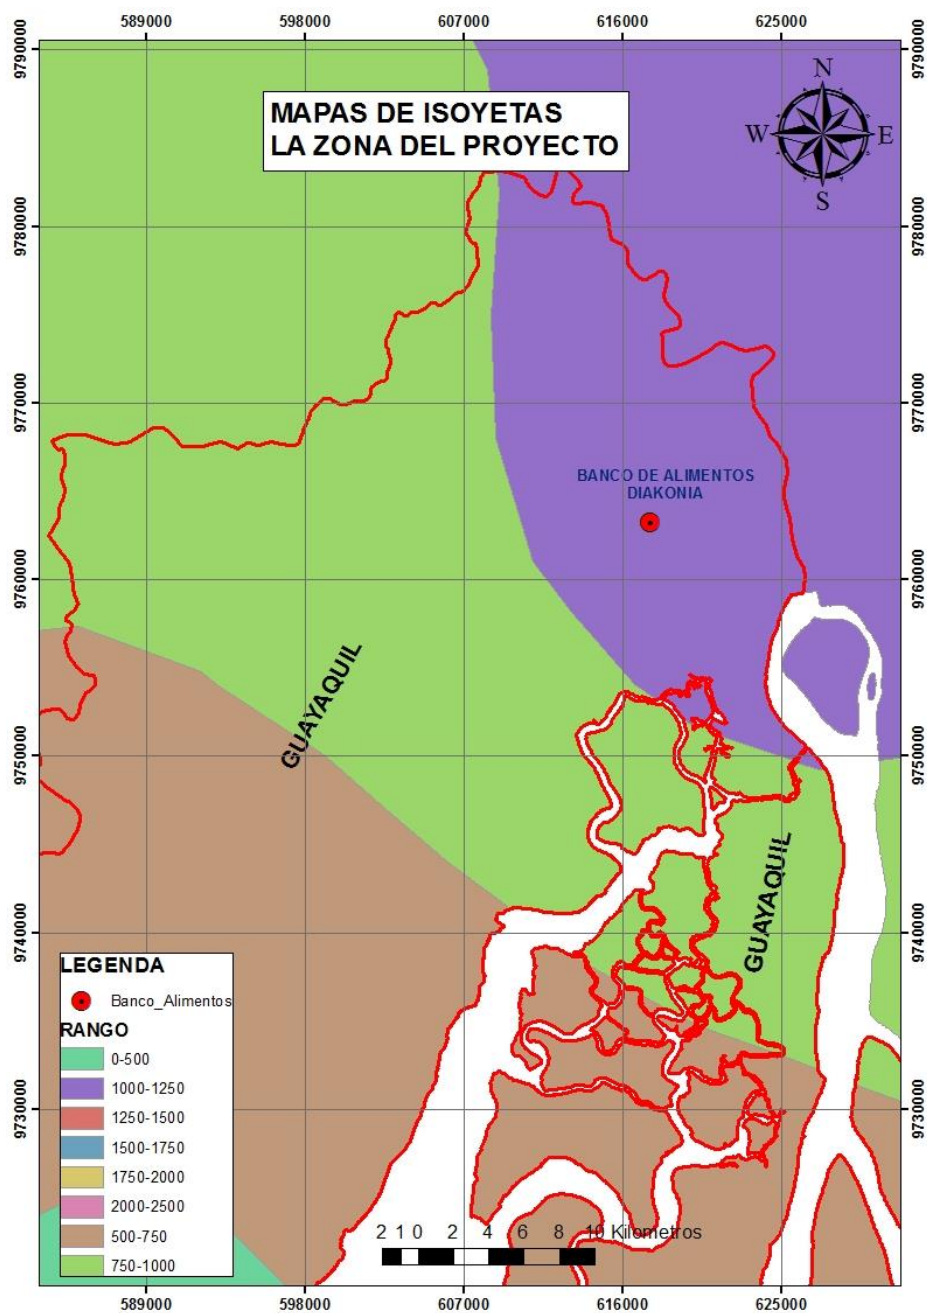 589000 598000 607000 616000 625000
9790000 9790000
MAPAS DE ISOYETAS
LA ZONA DEL PROYECTO
N
W E
S
9780000 9780000
9770000 9770000
BANCO DE ALIMENTOS
DIAKONIA
9760000 9760000
GUAYAQUIL
9750000 9750000
GUAYAQUIL
9740000 9740000
LEGENDA
Banco_Alimentos
RANGO
0-500
1000-1250
1250-1500
1500-1750
1750-2000
2000-2500
500-750
750-1000
9730000 9730000
2 1 0 2 4 6 8 10 Kilometros
589000 598000 607000 616000 625000